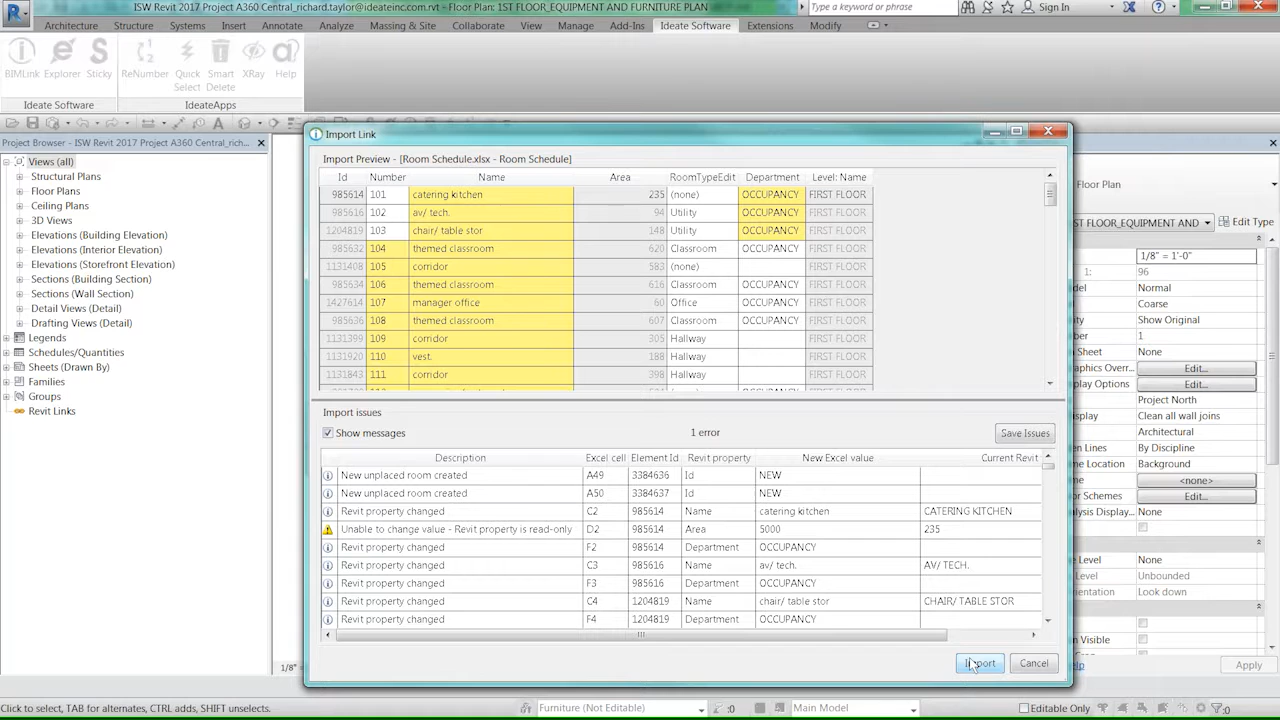 ISW Revit 2017 Project A360 Central_richard.taylor@ideateinc.com.rvt - Floor Plan: 1ST FLOOR_EQUIPMENT AND FURNITURE PLAN
Type a keyword or phrase
Sign In
Architecture Structure Systems Insert Annotate Analyze Massing & Site Collaborate View Manage Add-Ins Ideate Software Extensions Modify
BIMLink Explorer Sticky ReNumber Quick Select Smart Delete XRay Help
Ideate Software IdeateApps
Project Browser - ISW Revit 2017 Project A360 Central_rich...
Views (all)
Structural Plans
Floor Plans
Ceiling Plans
3D Views
Elevations (Building Elevation)
Elevations (Interior Elevation)
Elevations (Storefront Elevation)
Sections (Building Section)
Sections (Wall Section)
Detail Views (Detail)
Drafting Views (Detail)
Legends
Schedules/Quantities
Sheets (Drawn By)
Families
Groups
Revit Links
Import Link
Import Preview - [Room Schedule.xlsx - Room Schedule]
Id Number Name Area RoomTypeEdit Department Level: Name
985614 101 catering kitchen 235 (none) OCCUPANCY FIRST FLOOR
985616 102 av/ tech. 94 Utility OCCUPANCY FIRST FLOOR
1204819 103 chair/ table stor 148 Utility OCCUPANCY FIRST FLOOR
985632 104 themed classroom 620 Classroom OCCUPANCY FIRST FLOOR
1131408 105 corridor 583 (none) FIRST FLOOR
985634 106 themed classroom 616 Classroom OCCUPANCY FIRST FLOOR
1427614 107 manager office 60 Office OCCUPANCY FIRST FLOOR
985636 108 themed classroom 607 Classroom OCCUPANCY FIRST FLOOR
1131399 109 corridor 305 Hallway FIRST FLOOR
1131920 110 vest. 188 Hallway FIRST FLOOR
1131843 111 corridor 398 Hallway FIRST FLOOR
Import issues
Show messages 1 error Save Issues
Description Excel cell Element Id Revit property New Excel value Current Revit
New unplaced room created A49 3384636 Id NEW
New unplaced room created A50 3384637 Id NEW
Revit property changed C2 985614 Name catering kitchen CATERING KITCHEN
Unable to change value - Revit property is read-only D2 985614 Area 5000 235
Revit property changed F2 985614 Department OCCUPANCY
Revit property changed C3 985616 Name av/ tech. AV/ TECH.
Revit property changed F3 985616 Department OCCUPANCY
Revit property changed C4 1204819 Name chair/ table stor CHAIR/ TABLE STOR
Revit property changed F4 1204819 Department OCCUPANCY
Import Cancel
Floor Plan
FLOOR_EQUIPMENT AND Edit Type
1/8" = 1'-0"
1: 96
Normal
Coarse
Show Original
1
Sheet None
Graphics Overr... Edit...
Display Options Edit...
Project North
Clean all wall joins
Architectural
By Discipline
Location Background
<none>
Schemes Edit...
None
None
Level None
Unbounded
Orientation Look down
Visible
Apply
1/8" =
Click to select, TAB for alternates, CTRL adds, SHIFT unselects.
Furniture (Not Editable) :0 Main Model Editable Only :0